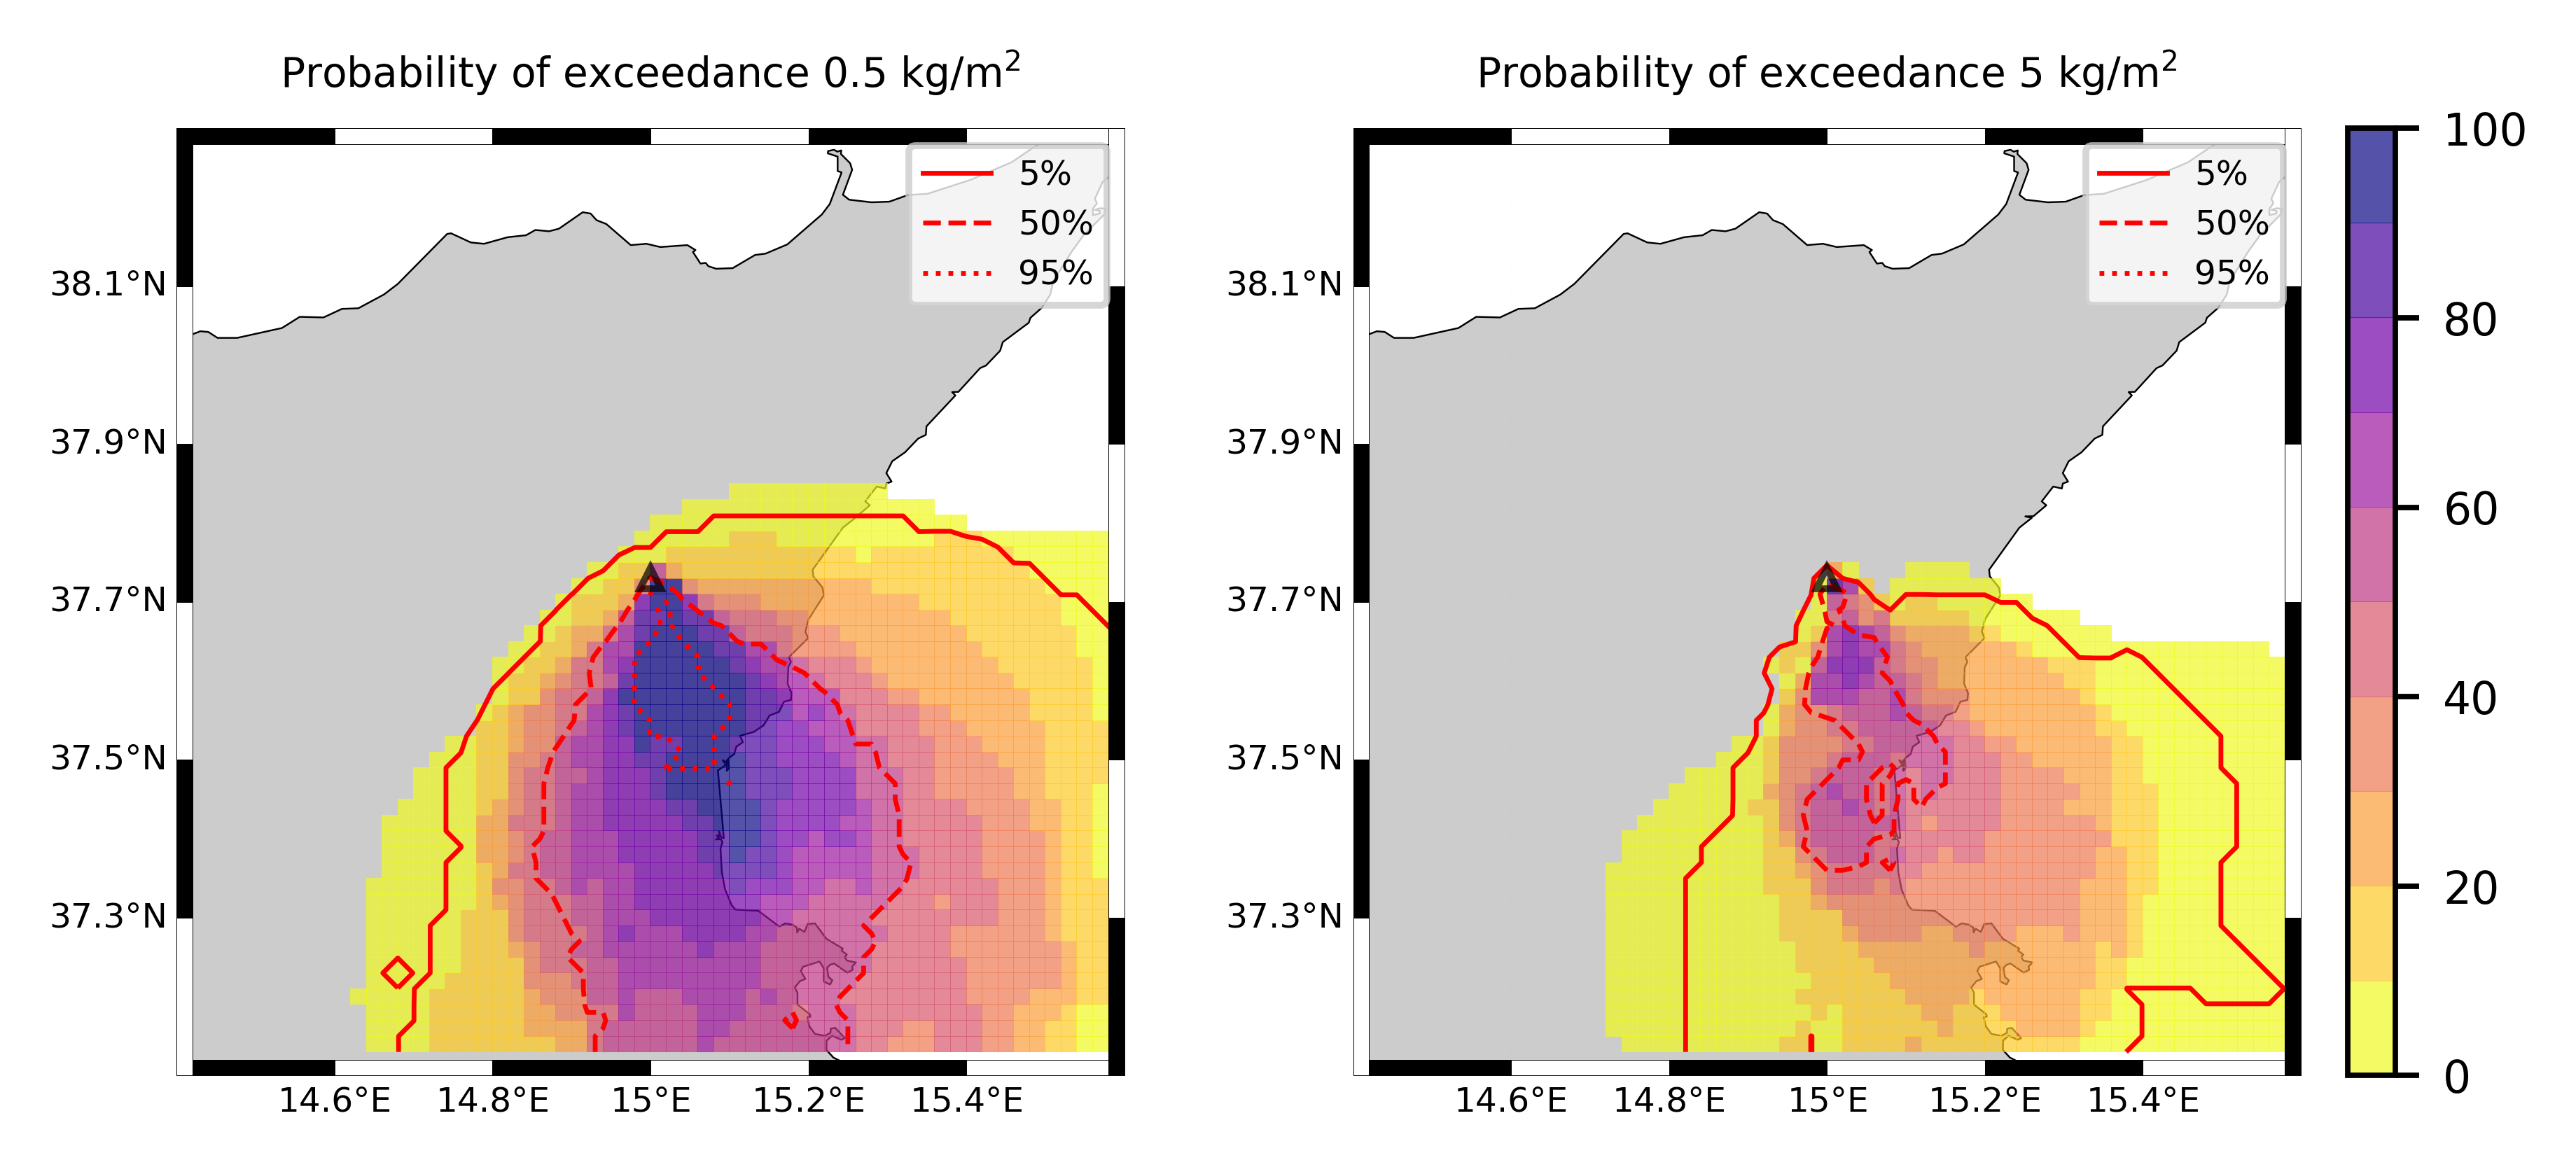 Probability of exceedance 0.5 kg/m²
5%
50%
95%
38.1°N
37.9°N
37.7°N
37.5°N
37.3°N
14.6°E
14.8°E
15°E
15.2°E
15.4°E
Probability of exceedance 5 kg/m²
5%
50%
95%
38.1°N
37.9°N
37.7°N
37.5°N
37.3°N
14.6°E
14.8°E
15°E
15.2°E
15.4°E
100
80
60
40
20
0